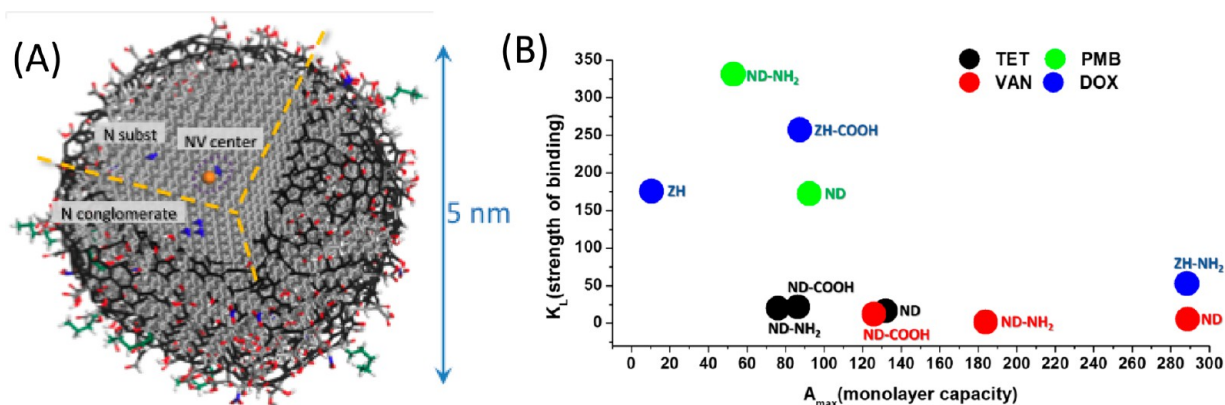 (A)
N subst
NV center
N conglomerate
5 nm
(B)
K_L(strength of binding)
350
300
250
200
150
100
50
0
TET
PMB
VAN
DOX
ND-NH₂
ZH-COOH
ZH
ND
ZH-NH₂
ND-COOH
ND
ND-NH₂
ND-COOH
ND-NH₂
ND
0 20 40 60 80 100 120 140 160 180 200 220 240 260 280 300
A_max(monolayer capacity)